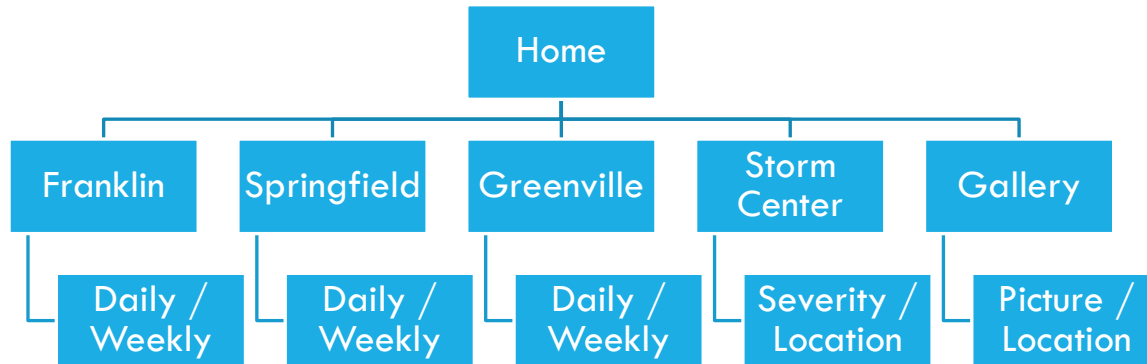 Home
Franklin
Springfield
Greenville
Storm
Center
Gallery
Daily /
Weekly
Daily /
Weekly
Daily /
Weekly
Severity /
Location
Picture /
Location